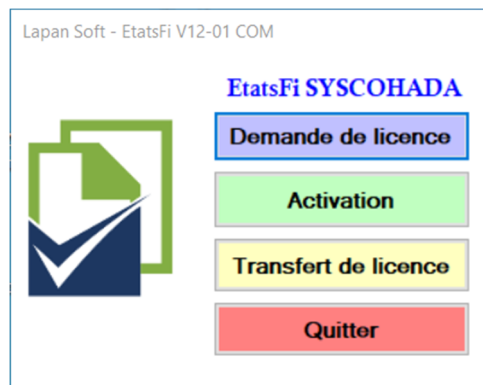 Lapan Soft - EtatsFi V12-01 COM
EtatsFi SYSCOHADA
Demande de licence
Activation
Transfert de licence
Quitter